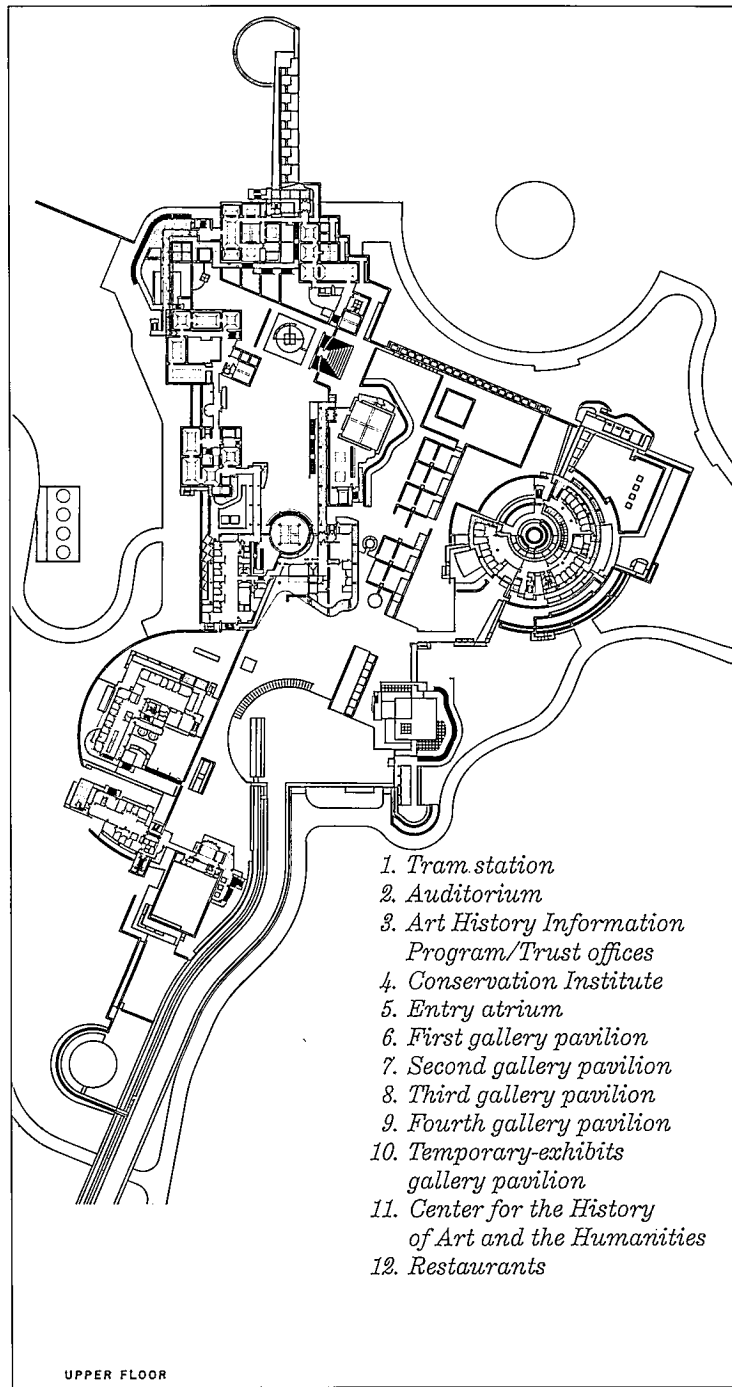 1. Tram station
2. Auditorium
3. Art History Information
Program/Trust offices
4. Conservation Institute
5. Entry atrium
6. First gallery pavilion
7. Second gallery pavilion
8. Third gallery pavilion
9. Fourth gallery pavilion
10. Temporary-exhibits
gallery pavilion
11. Center for the History
of Art and the Humanities
12. Restaurants
UPPER FLOOR